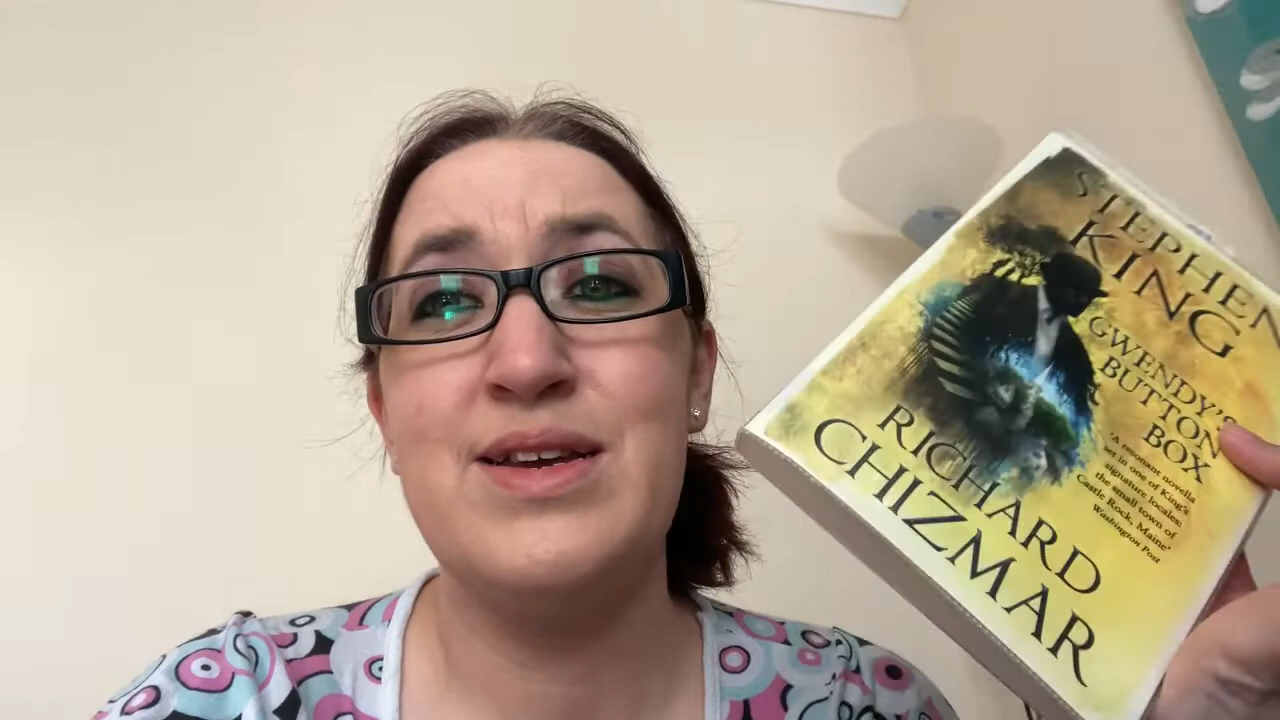 STEPHEN
KING
GWENDY'S
BUTTON
BOX
'A resonant novella
set in one of King's
signature locales:
the small town of
Castle Rock, Maine'
Washington Post
RICHARD
CHIZMAR